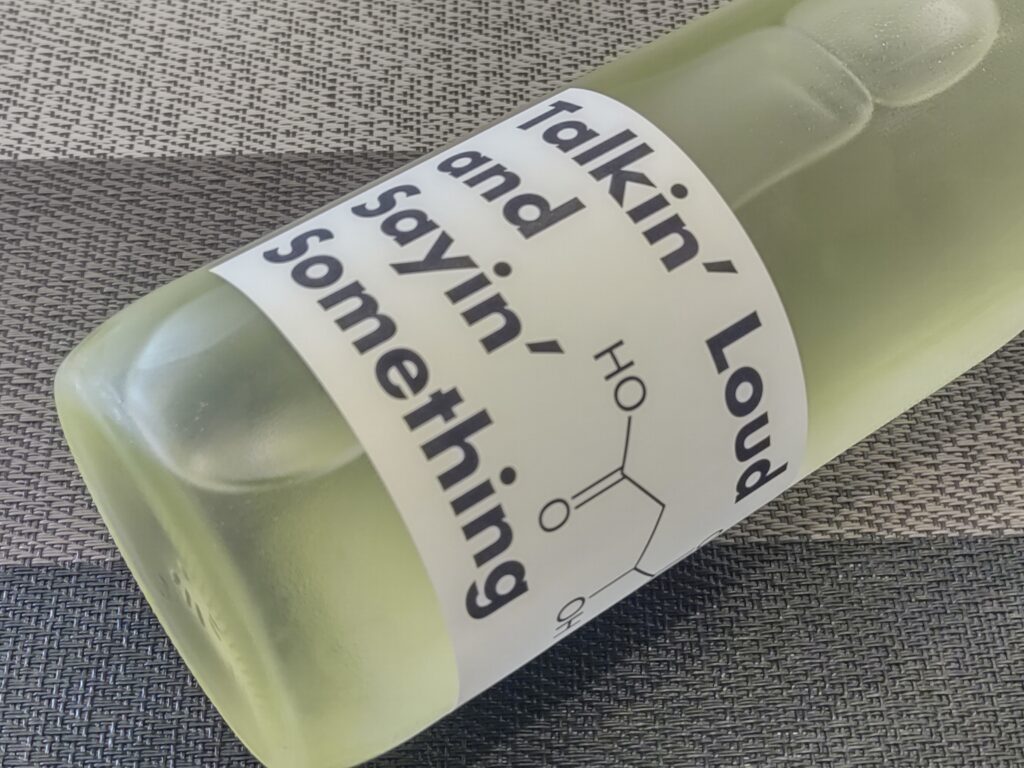 Talkin’ Loud
and
sayin’
something
HO
O
OH